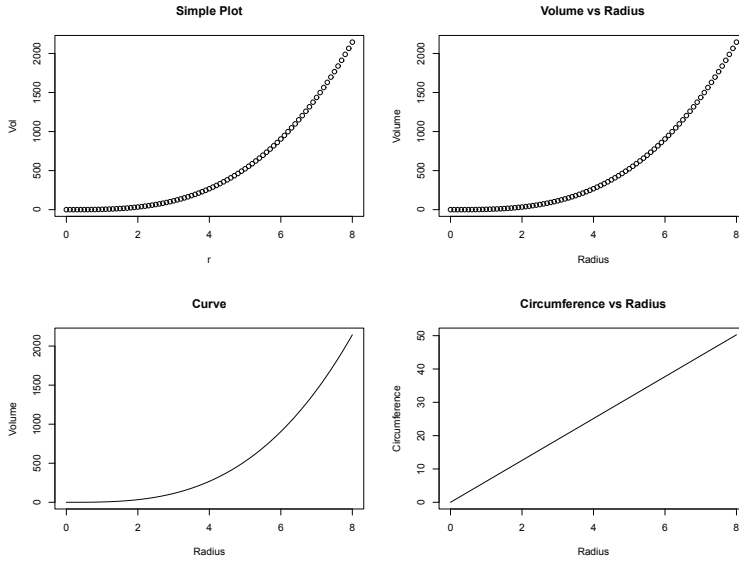 Simple Plot
Vol
2000
1500
1000
500
0
0 2 4 6 8
r
Volume vs Radius
Volume
2000
1500
1000
500
0
0 2 4 6 8
Radius
Curve
Volume
2000
1500
1000
500
0
0 2 4 6 8
Radius
Circumference vs Radius
Circumference
50
40
30
20
10
0
0 2 4 6 8
Radius